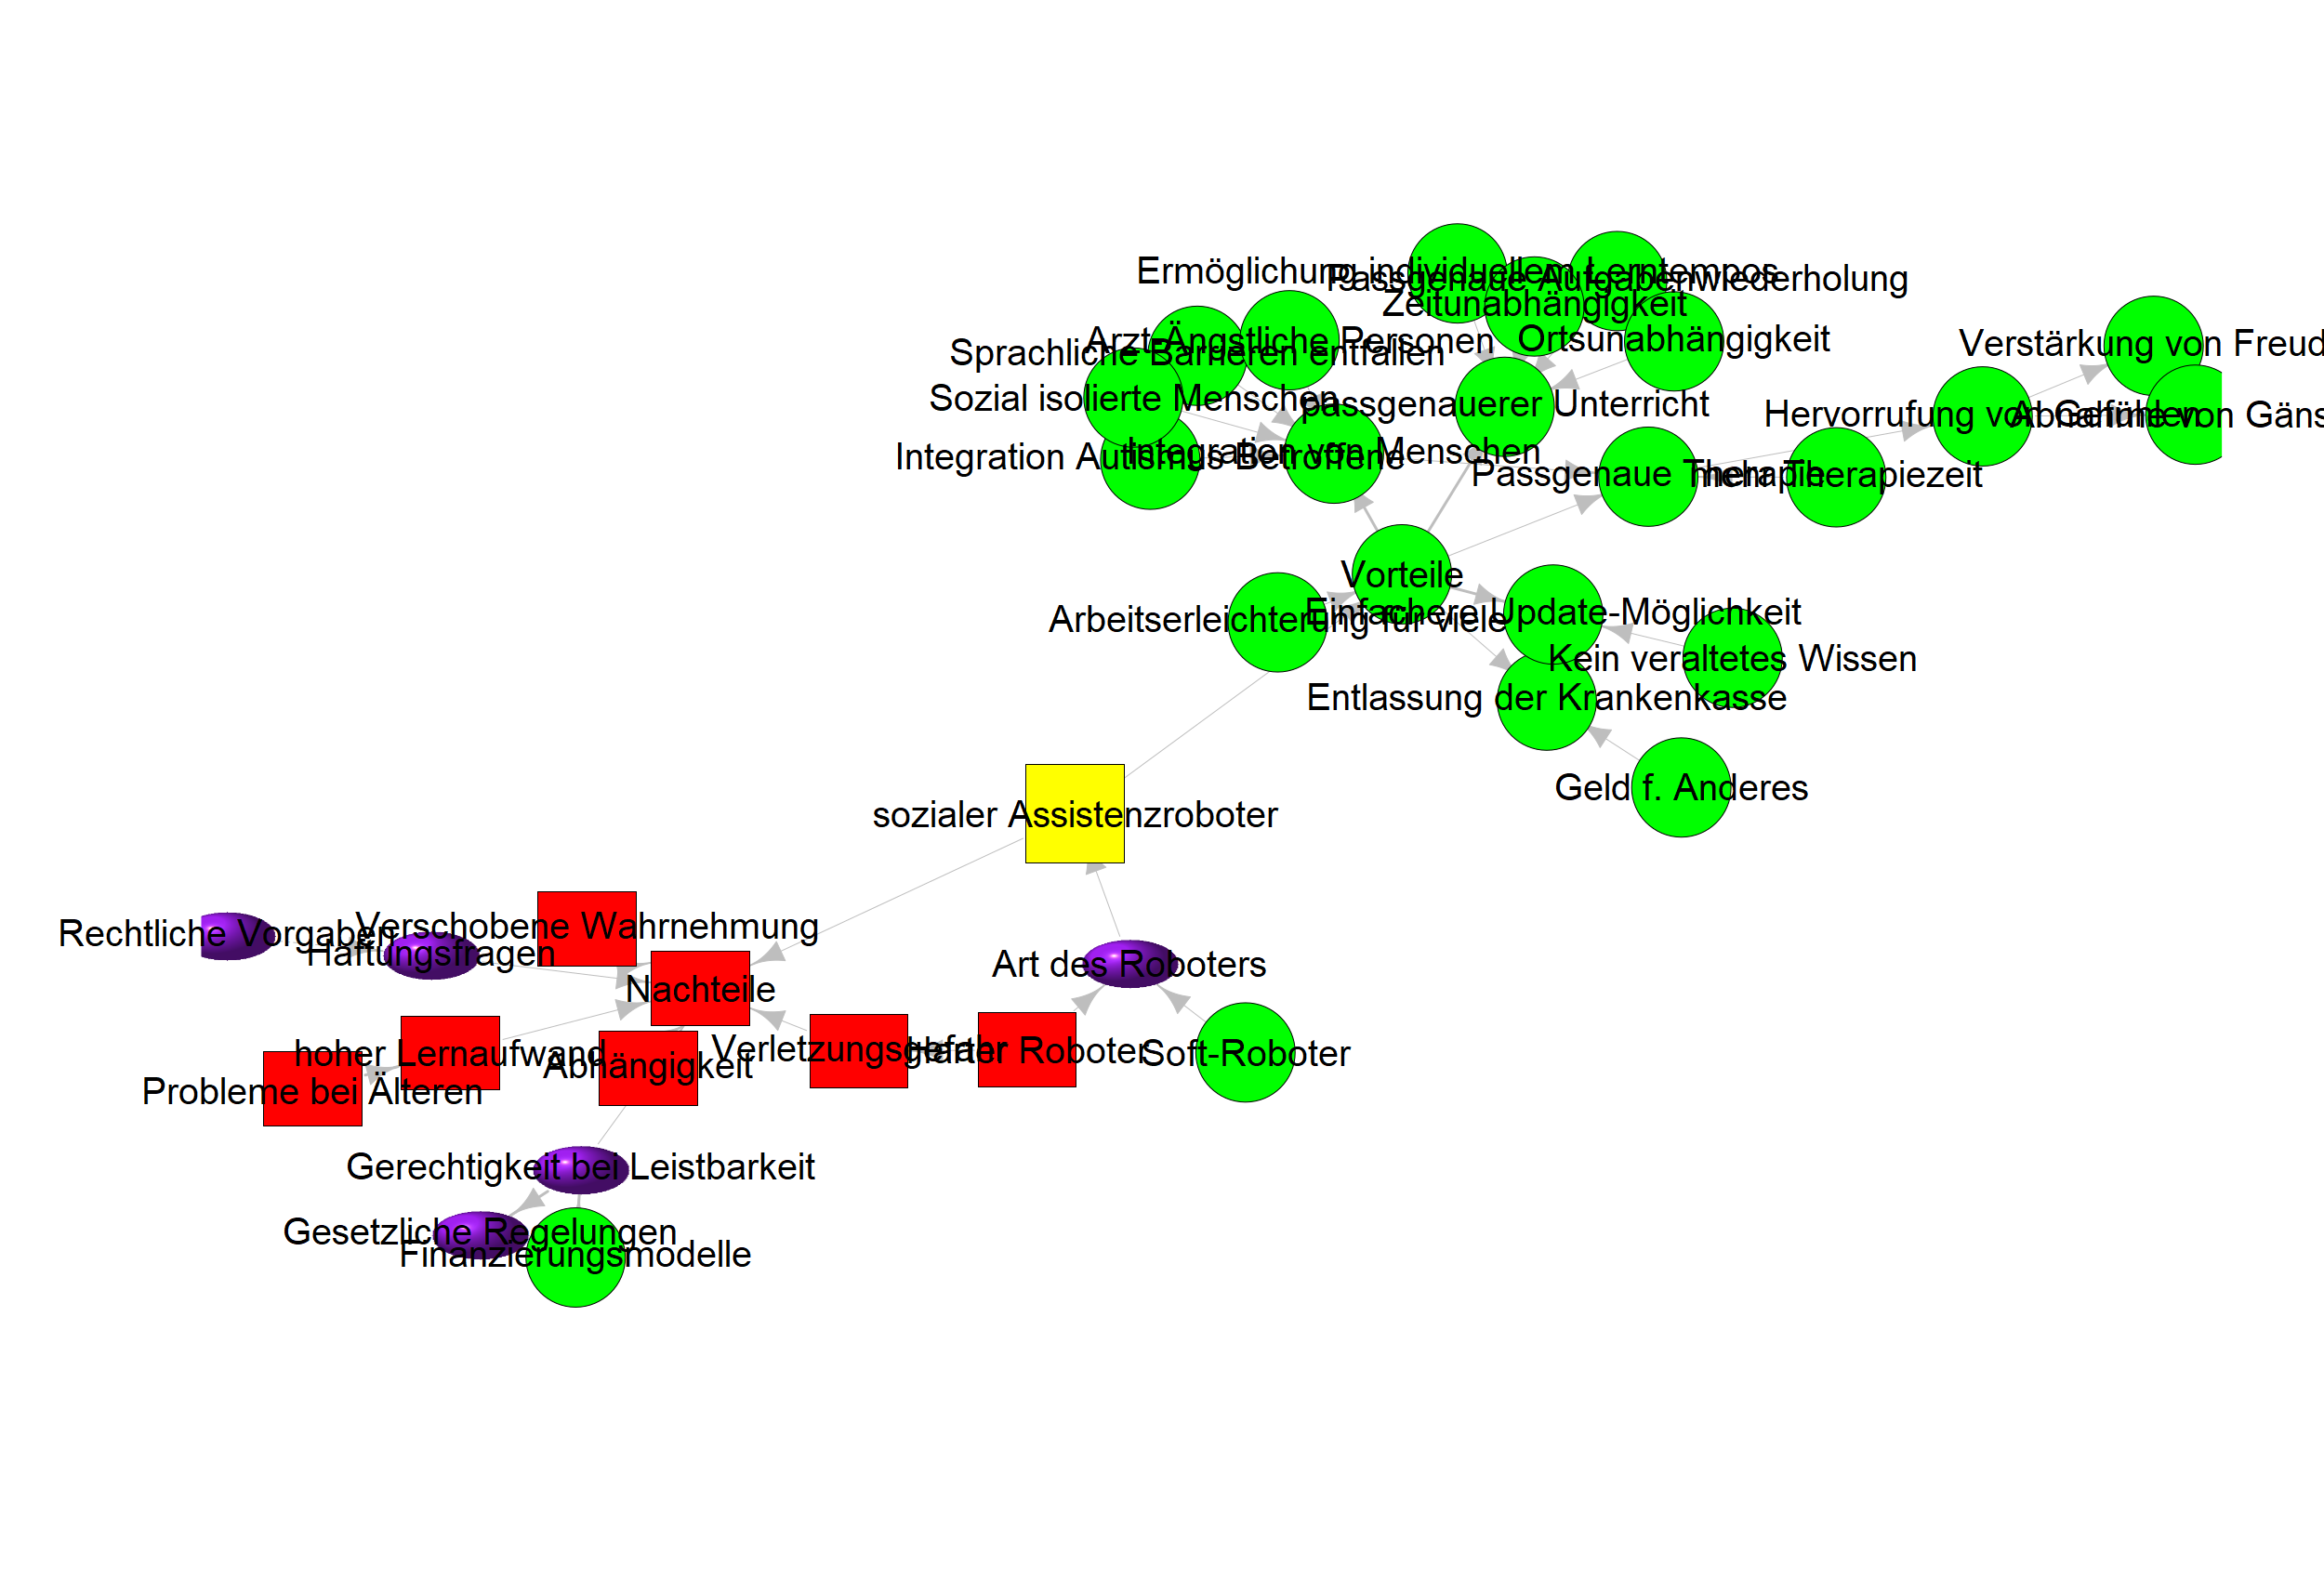 Ermöglichung individuellem Lerntempos
Passgenaue Aufgabenwiederholung
Zeitunabhängigkeit
Arzt-Ängstliche Personen
Ortsunabhängigkeit
Verstärkung von Freud
Sprachliche Barrieren entfallen
Sozial isolierte Menschen
passgenauerer Unterricht
Hervorrufung von Gefühlen
Abnahme von Gäns
Integration Autismus Betroffene
Integration von Menschen
Passgenaue Therapie
mehr Therapiezeit
Vorteile
Einfachere Update-Möglichkeit
Arbeitserleichterung für viele
Kein veraltetes Wissen
Entlassung der Krankenkasse
Geld f. Anderes
sozialer Assistenzroboter
Verschobene Wahrnehmung
Rechtliche Vorgaben
Haftungsfragen
Art des Roboters
Nachteile
hoher Lernaufwand
Verletzungsgefahr
Harter Roboter
Soft-Roboter
Abhängigkeit
Probleme bei Älteren
Gerechtigkeit bei Leistbarkeit
Gesetzliche Regelungen
Finanzierungsmodelle